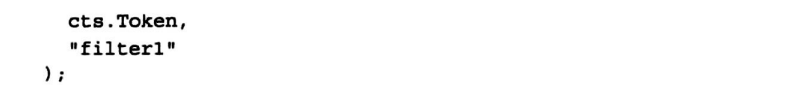 cts.Token,
"filter1"
);